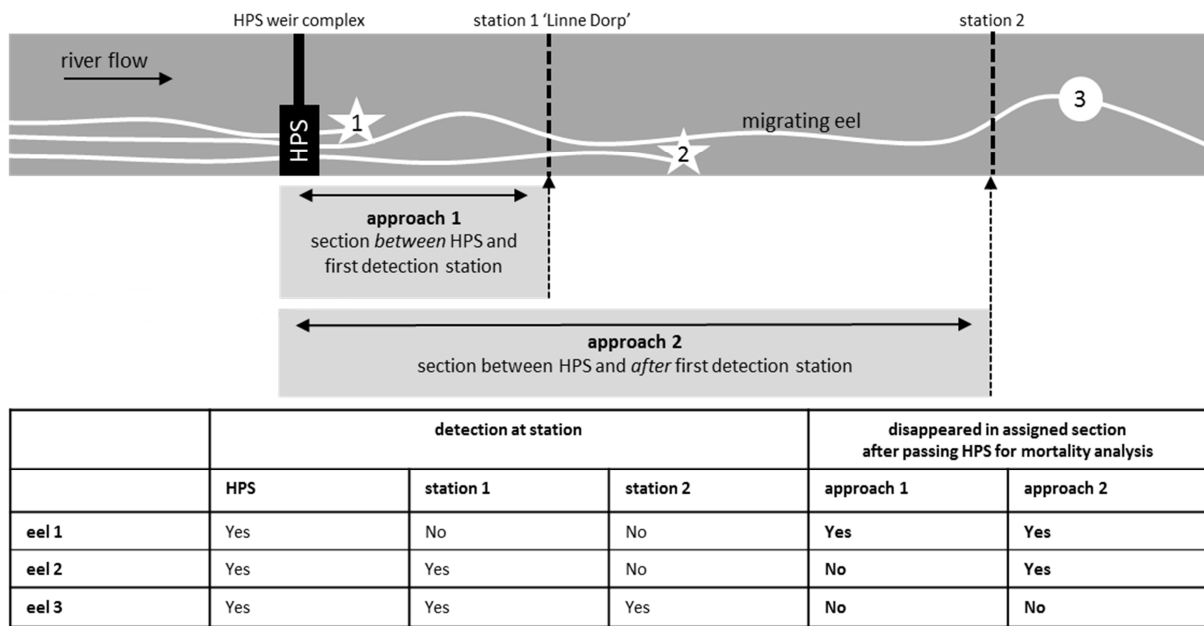 HPS weir complex
station 1 ‘Linne Dorp’
station 2
river flow
HPS
1
2
3
migrating eel
approach 1
section between HPS and
first detection station
approach 2
section between HPS and after first detection station
detection at station
disappeared in assigned section
after passing HPS for mortality analysis
HPS station 1 station 2 approach 1 approach 2
eel 1 Yes No No Yes Yes
eel 2 Yes Yes No No Yes
eel 3 Yes Yes Yes No No